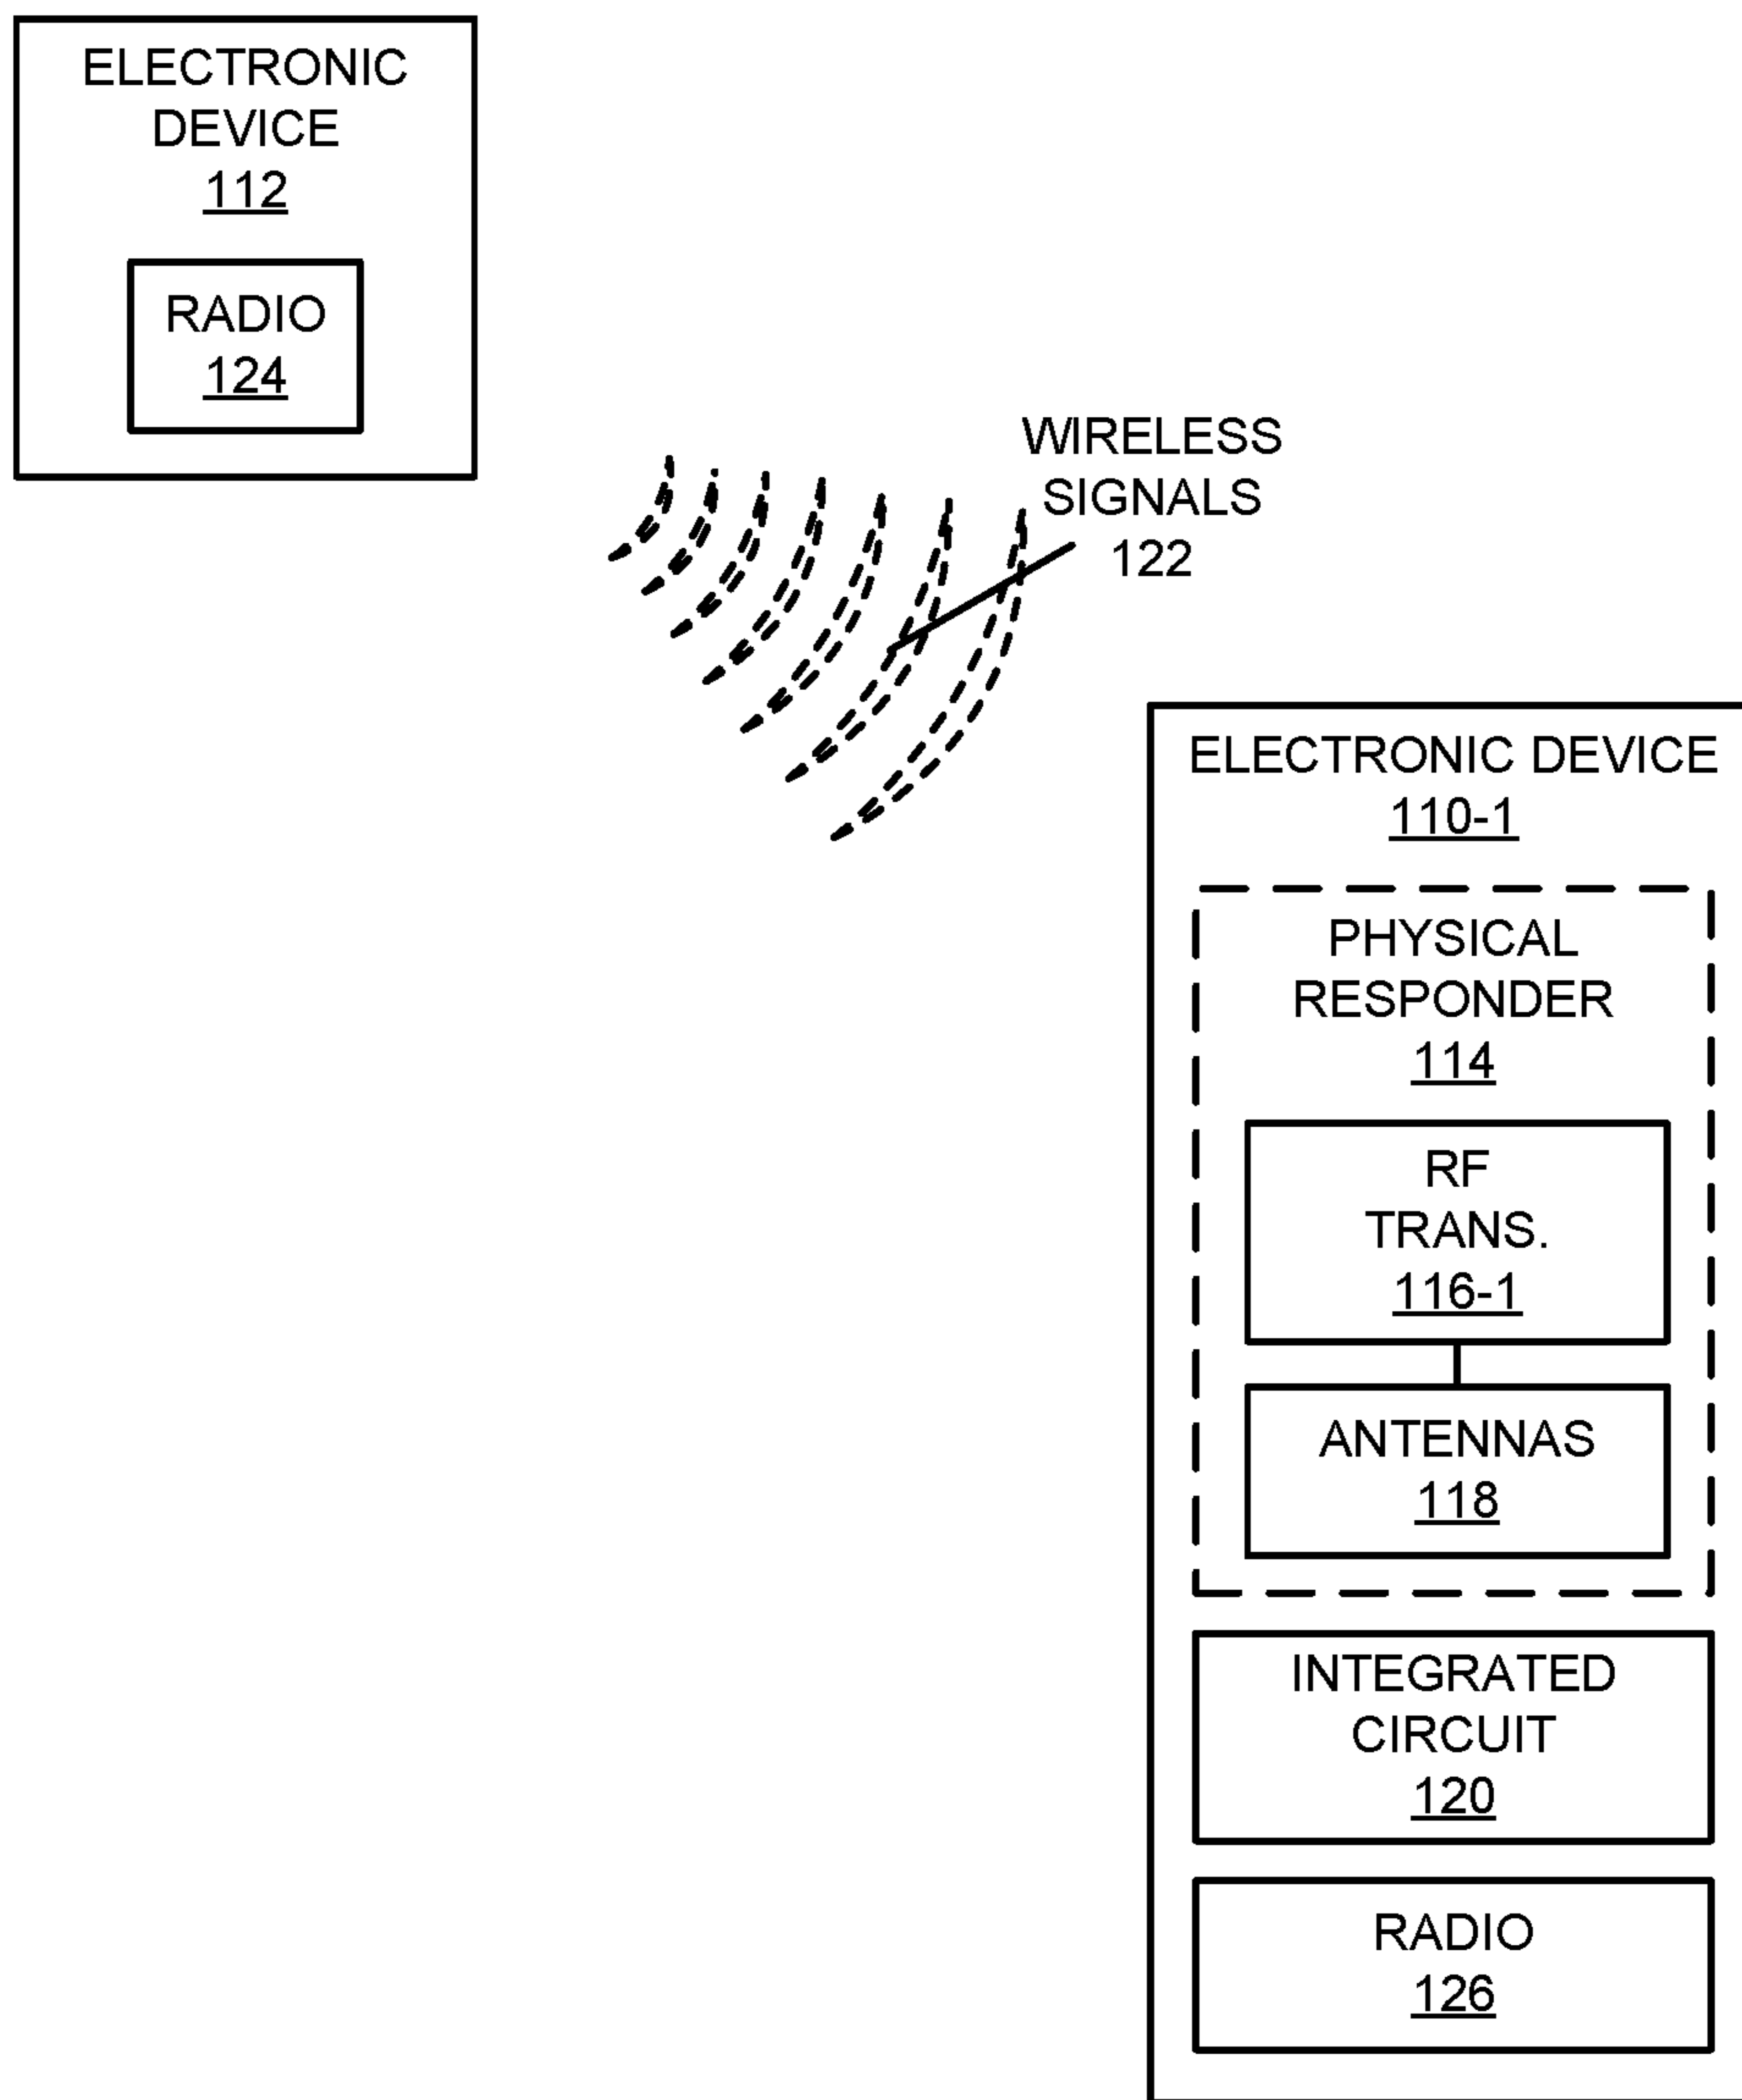 ELECTRONIC
DEVICE
112
RADIO
124
WIRELESS
SIGNALS
122
ELECTRONIC DEVICE
110-1
PHYSICAL
RESPONDER
114
RF
TRANS.
116-1
ANTENNAS
118
INTEGRATED
CIRCUIT
120
RADIO
126